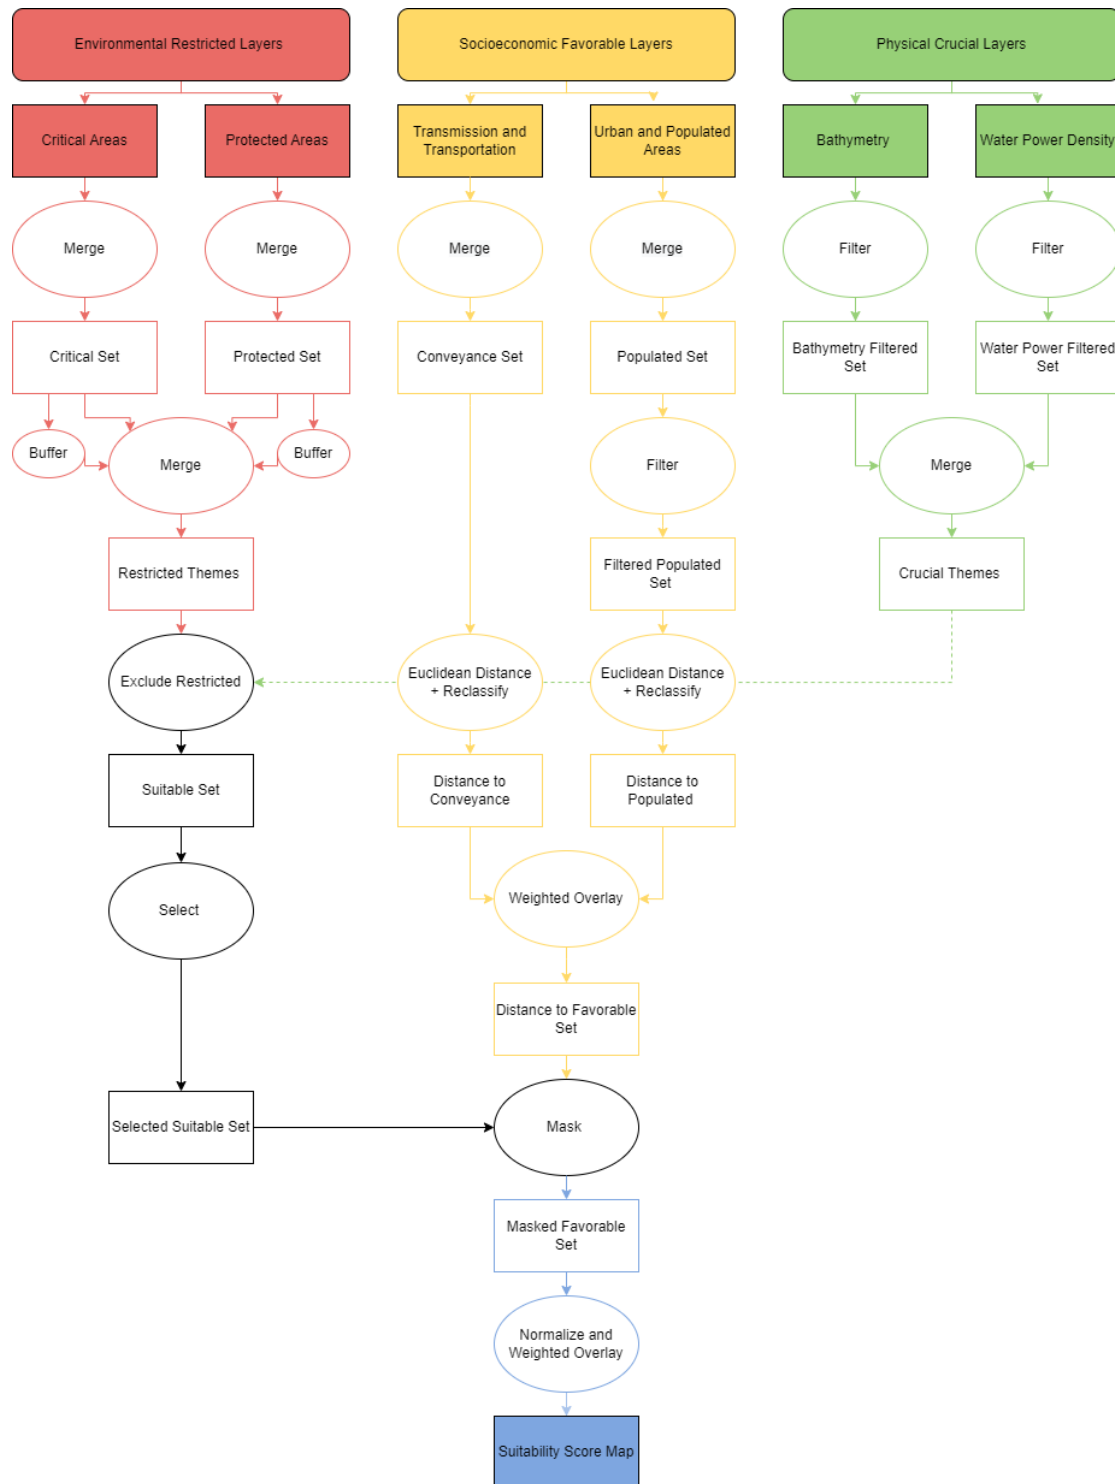 Environmental Restricted Layers
Socioeconomic Favorable Layers
Physical Crucial Layers
Critical Areas
Protected Areas
Transmission and
Transportation
Urban and Populated
Areas
Bathymetry
Water Power Density
Merge
Merge
Merge
Merge
Filter
Filter
Critical Set
Protected Set
Conveyance Set
Populated Set
Bathymetry Filtered
Set
Water Power Filtered
Set
Buffer
Merge
Buffer
Filter
Merge
Restricted Themes
Filtered Populated
Set
Crucial Themes
Exclude Restricted
Euclidean Distance
+ Reclassify
Euclidean Distance
+ Reclassify
Suitable Set
Distance to
Conveyance
Distance to
Populated
Select
Weighted Overlay
Distance to Favorable
Set
Selected Suitable Set
Mask
Masked Favorable
Set
Normalize and
Weighted Overlay
Suitability Score Map